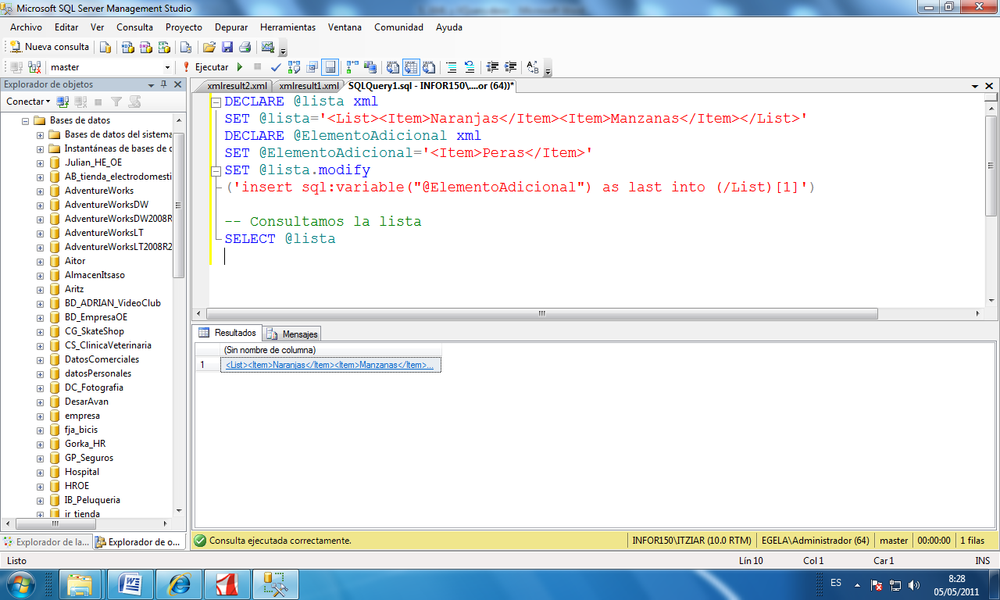 Microsoft SQL Server Management Studio
Archivo Editar Ver Consulta Proyecto Depurar Herramientas Ventana Comunidad Ayuda
Nueva consulta
master Ejecutar
Explorador de objetos
xmlresult2.xml xmlresult1.xml SQLQuery1.sql - INFOR150\....or (64))*
Conectar
Bases de datos
Bases de datos del sistema
Instantáneas de bases de c
.Julian_HE_OE
AB_tienda_electrodomesti
AdventureWorks
AdventureWorksDW
AdventureWorksDW2008R
AdventureWorksLT
AdventureWorksLT2008R2
Aitor
AlmacenItsaso
Aritz
BD_ADRIAN_VideoClub
BD_EmpresaOE
CG_SkateShop
CS_ClinicaVeterinaria
DatosComerciales
datosPersonales
DC_Fotografia
DesarAvan
empresa
fja_bicis
Gorka_HR
GP_Seguros
Hospital
HROE
IB_Peluqueria
ir_tienda
Explorador de la... Explorador de o...
DECLARE @lista xml
SET @lista='<List><Item>Naranjas</Item><Item>Manzanas</Item></List>'
DECLARE @ElementoAdicional xml
SET @ElementoAdicional='<Item>Peras</Item>'
SET @lista.modify
('insert sql:variable("@ElementoAdicional") as last into (/List)[1]')
-- Consultamos la lista
SELECT @lista
Resultados Mensajes
(Sin nombre de columna)
1 <List><Item>Naranjas</Item><Item>Manzanas</Item>...
Consulta ejecutada correctamente. INFOR150\ITZIAR (10.0 RTM) EGELA\Administrador (64) master 00:00:00 1 filas
Listo Lín 10 Col 1 Car 1 INS
ES 8:28
05/05/2011